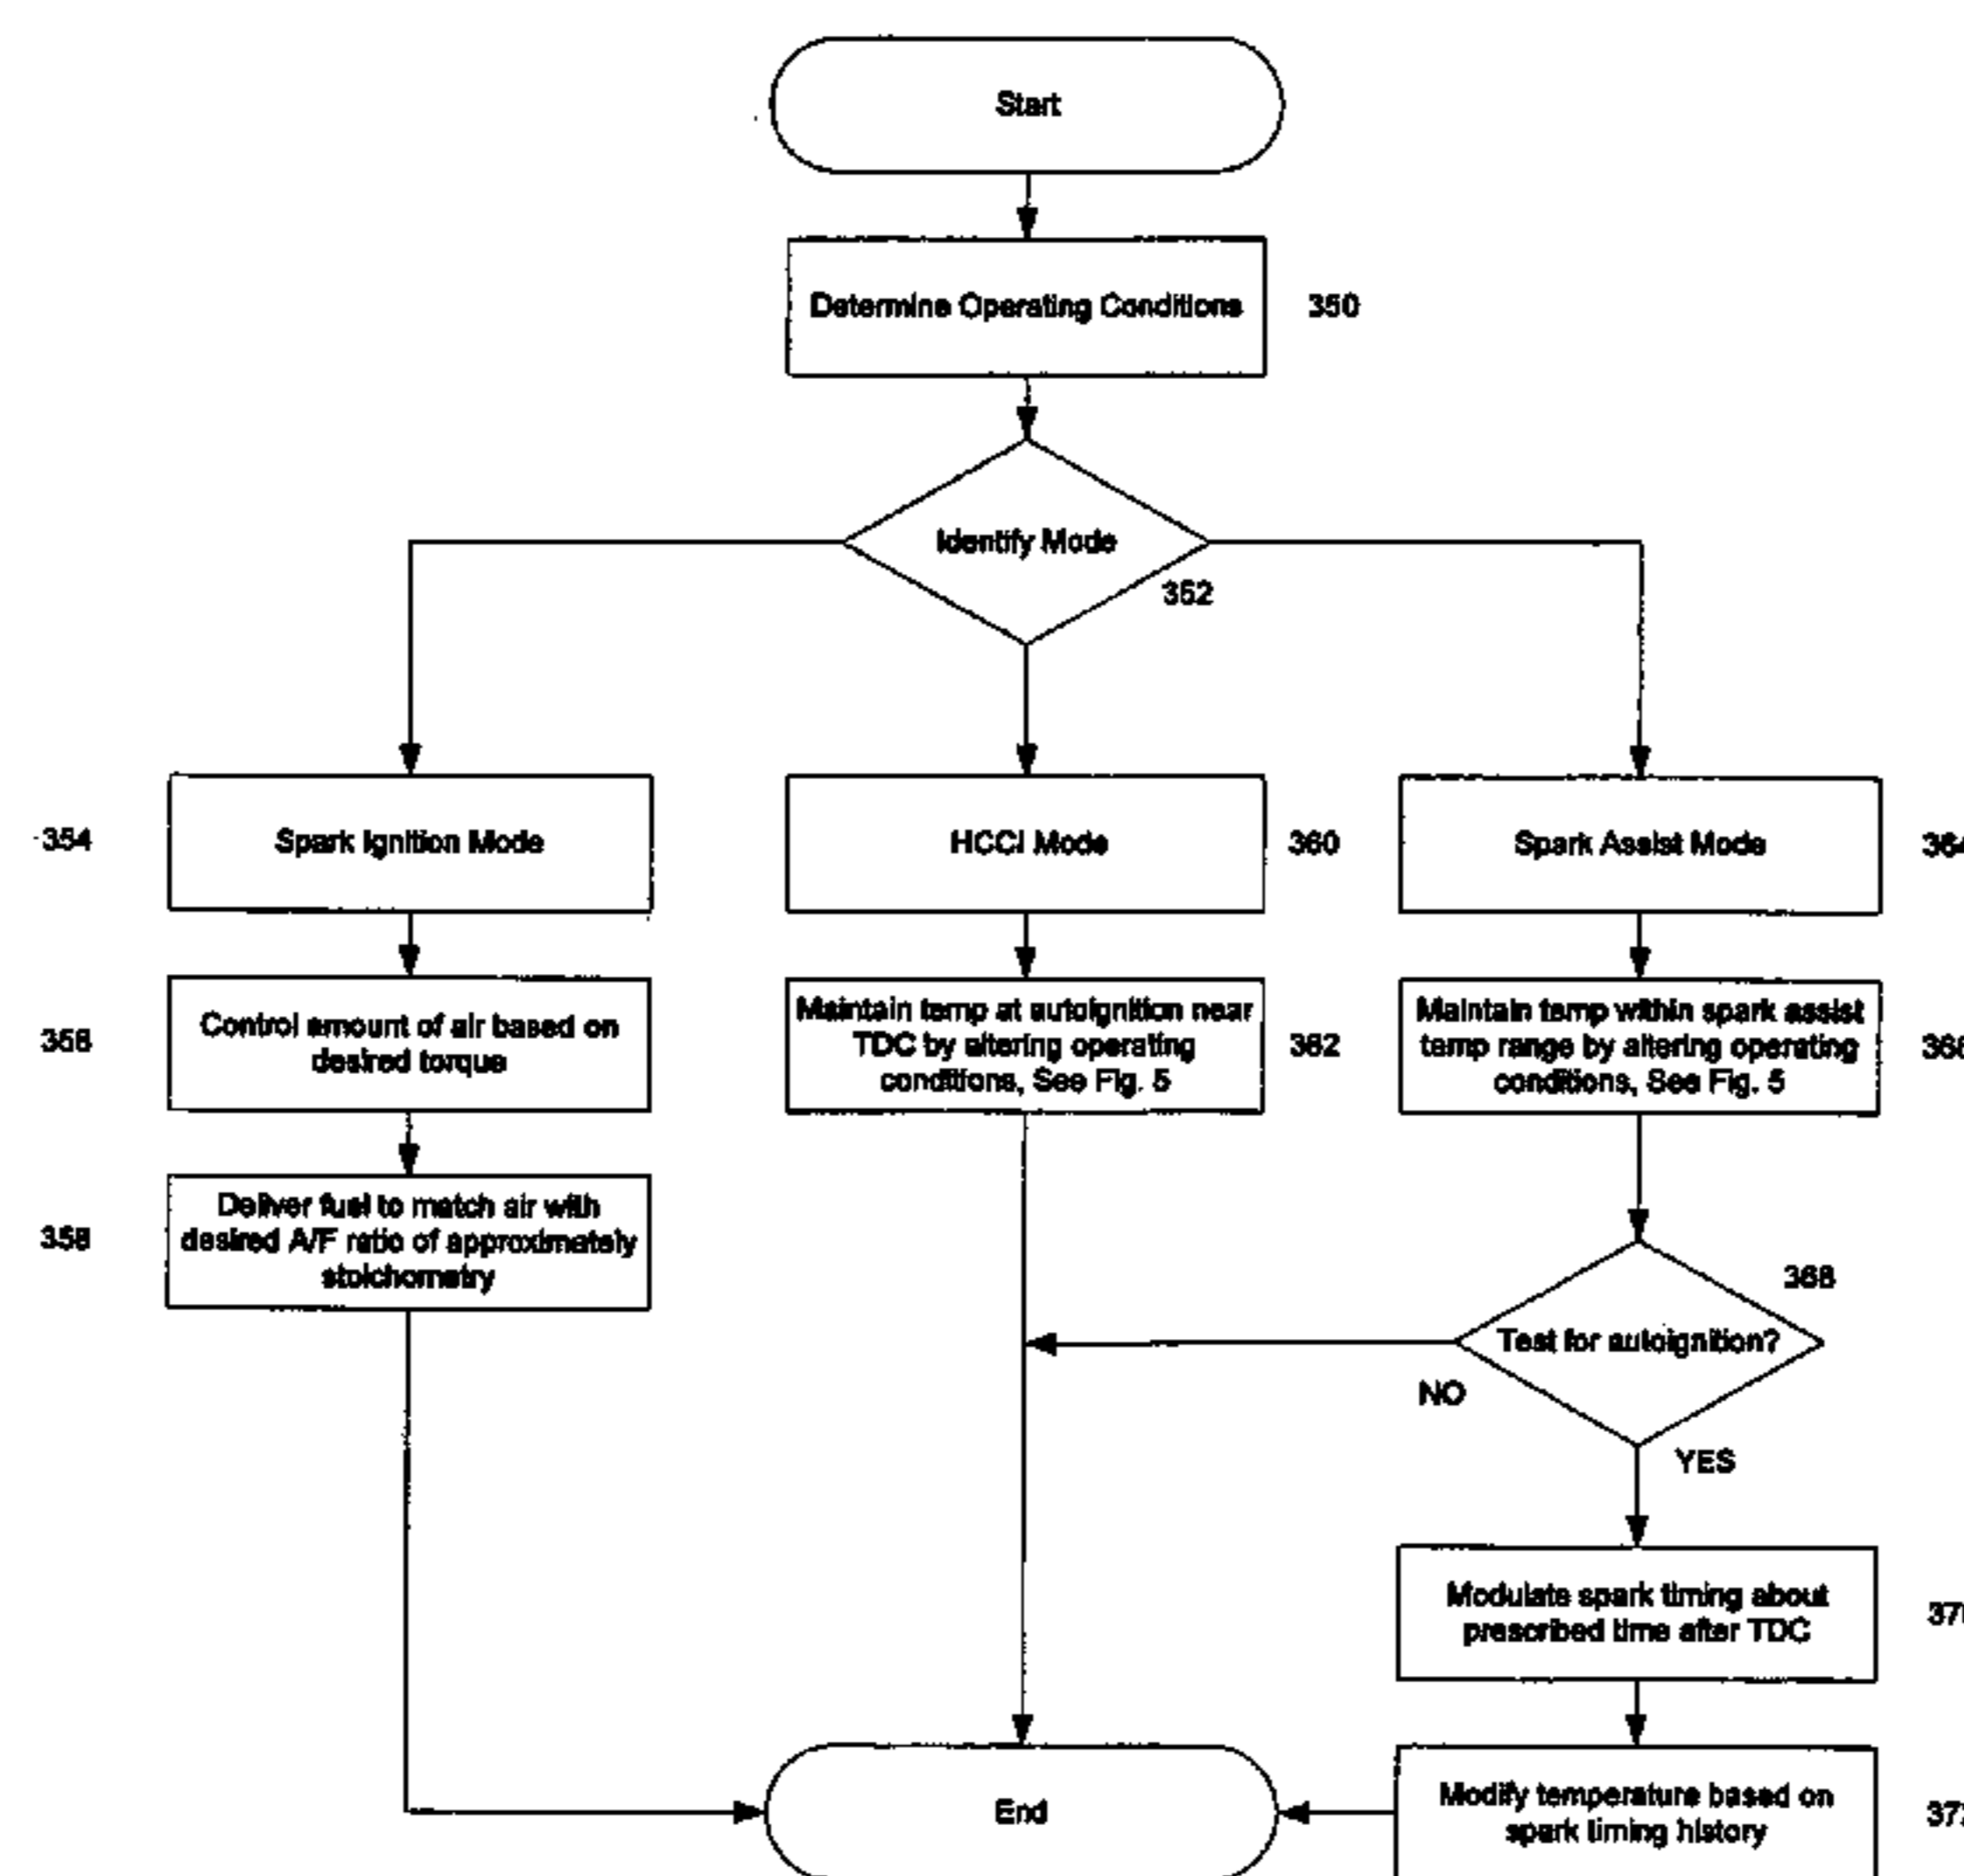 Start
Determine Operating Conditions
350
Identify Mode
352
354
Spark Ignition Mode
HCCI Mode
360
Spark Assist Mode
364
356
Control amount of air based on
desired torque
Maintain temp at autoignition near
TDC by altering operating
conditions, See Fig. 5
362
Maintain temp within spark assist
temp range by altering operating
conditions, See Fig. 5
366
358
Deliver fuel to match air with
desired A/F ratio of approximately
stoichometry
368
Test for autoignition?
NO
YES
Modulate spark timing about
prescribed time after TDC
End
Modify temperature based on
spark timing history